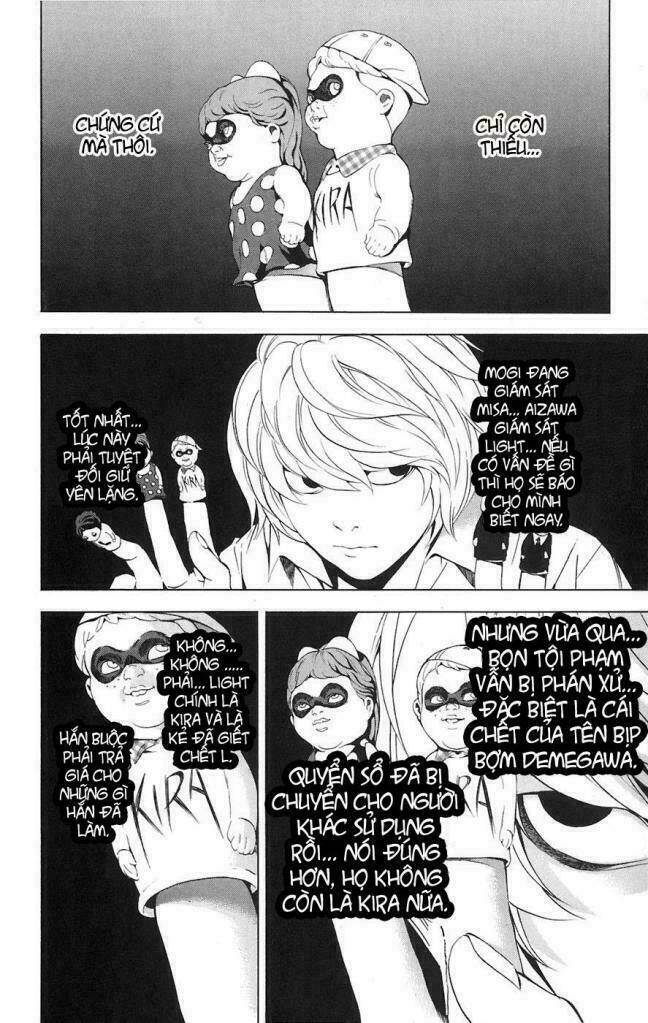 CHỈ CÒN
THIẾU...
CHỨNG CỨ
MÀ THÔI.
KIRA
MOGI ĐANG
GIÁM SÁT
MISA... AIZAWA
GIÁM SÁT
LIGHT... NẾU
CÓ VẤN ĐỀ GÌ
THÌ HỌ SẼ BÁO
CHO MÌNH
BIẾT NGAY.
TỐT NHẤT...
LÚC NÀY
PHẢI TUYỆT
ĐỐI GIỮ
YÊN LẶNG.
KIRA
NHƯNG VỪA QUA...
BỌN TỘI PHẠM
VẪN BỊ PHÁN XỬ...
ĐẶC BIỆT LÀ CÁI
CHẾT CỦA TÊN BỊP
BỢM DEMEGAWA.
QUYỂN SỔ ĐÃ BỊ
CHUYỂN CHO NGƯỜI
KHÁC SỬ DỤNG
RỒI... NÓI ĐÚNG
HƠN, HỌ KHÔNG
CÒN LÀ KIRA NỮA.
KIRA
KHÔNG...
KHÔNG .....
PHẢI... LIGHT
CHÍNH LÀ
KIRA VÀ LÀ
KẺ ĐÃ GIẾT
CHẾT L.
HẮN BUỘC
PHẢI TRẢ
GIÁ CHO
NHỮNG GÌ
HẮN ĐÃ
LÀM.
KIRA